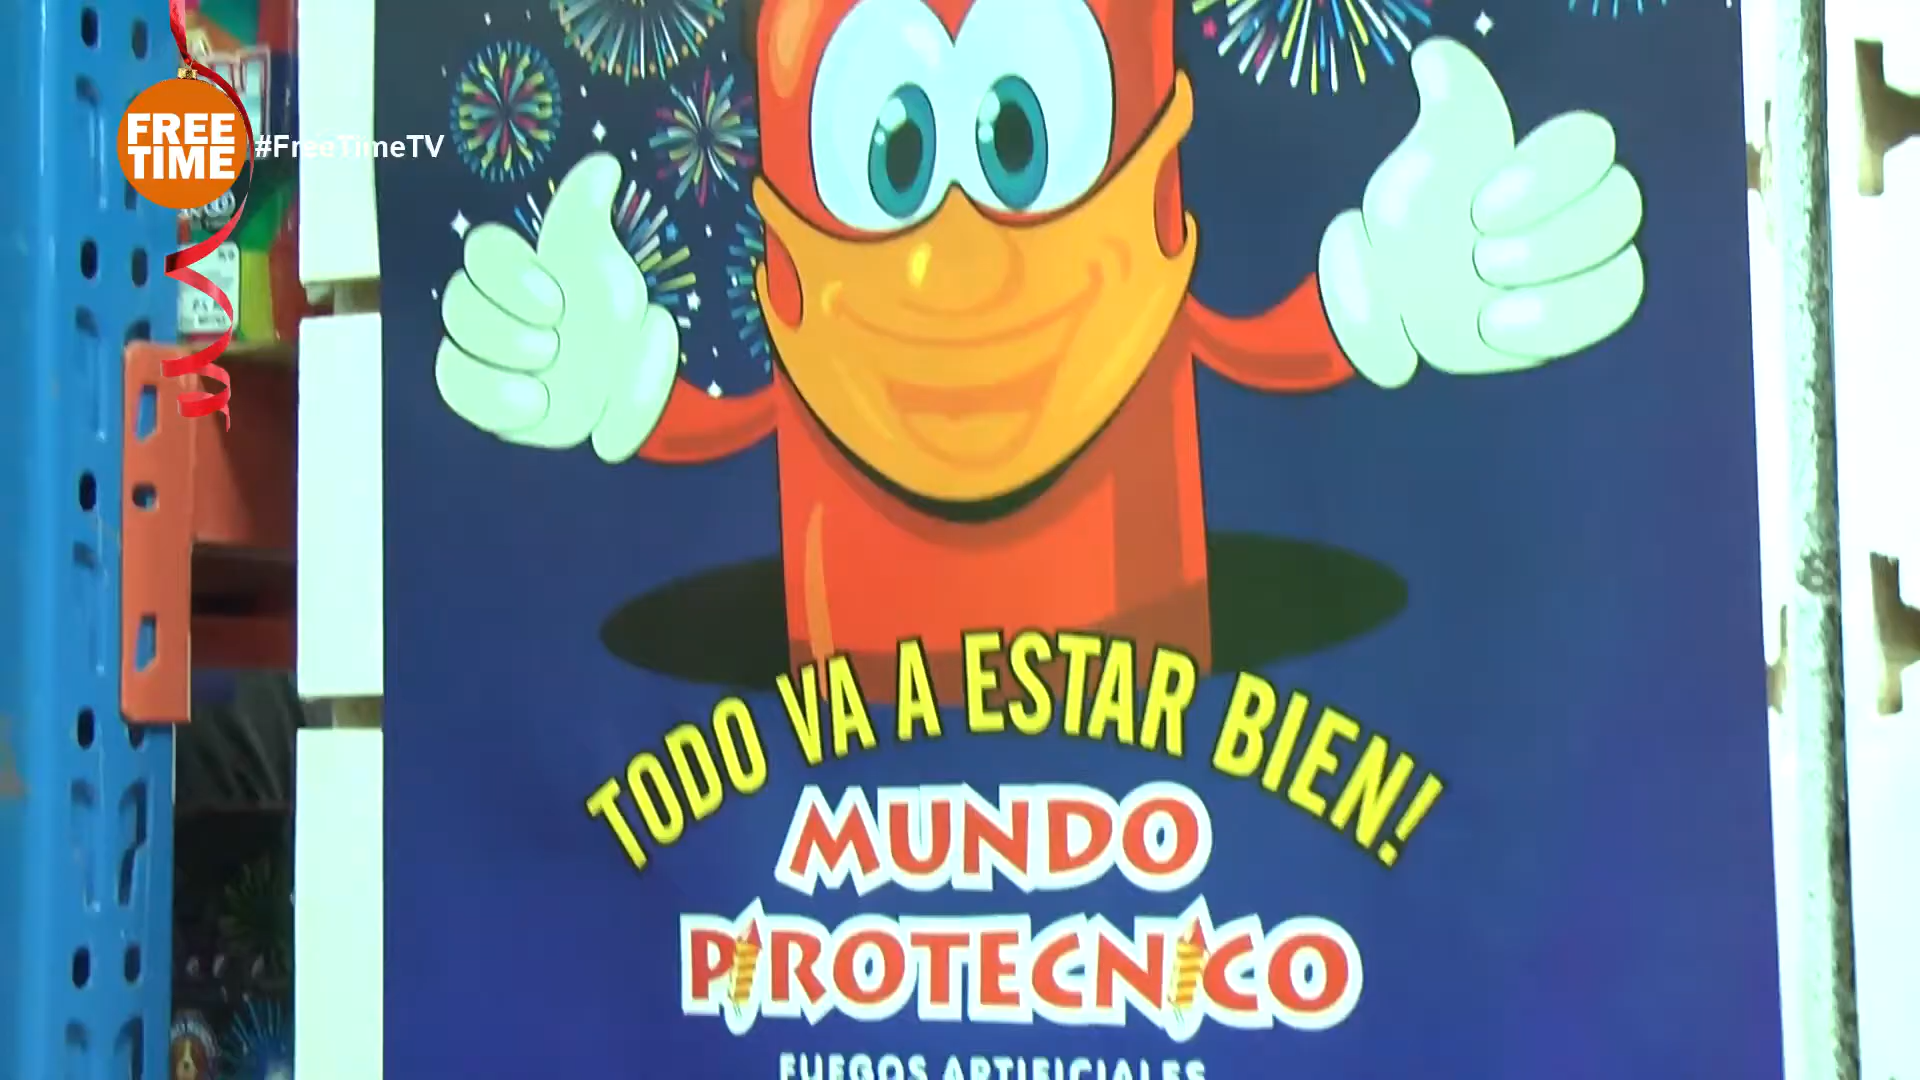 FREE
TIME
#FreeTimeTV
TODO VA A ESTAR BIEN!
MUNDO
PIROTECNICO
FUEGOS ARTIFICIALES